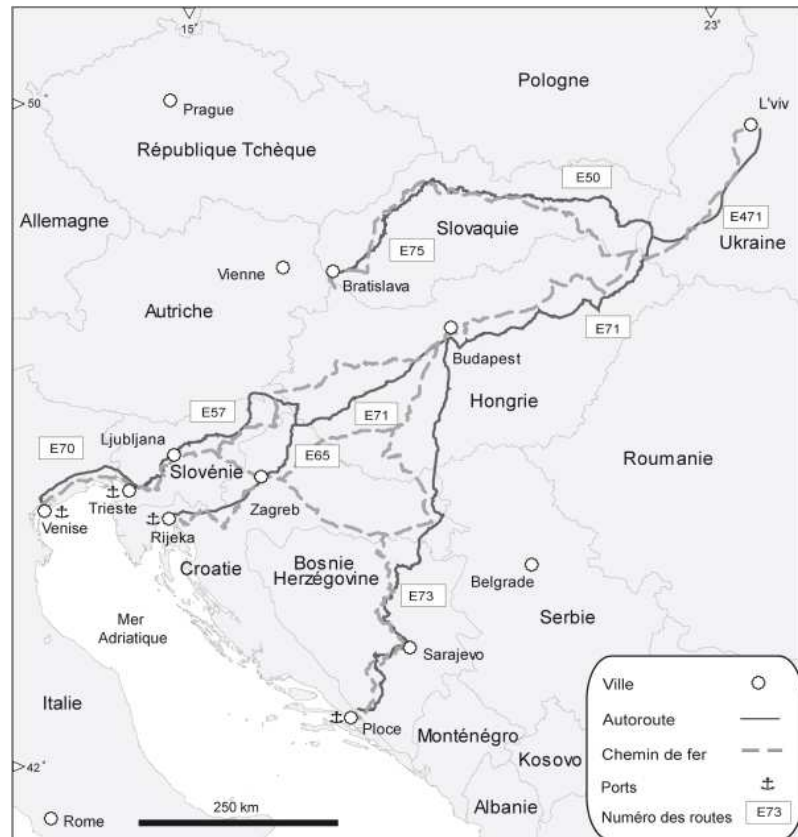 15°
23°
Pologne
50°
Prague
L'viv
République Tchèque
E50
E471
Allemagne
Slovaquie
Ukraine
E75
Vienne
Bratislava
Autriche
E71
Budapest
Hongrie
E57
E71
Ljubljana
E70
E65
Roumanie
Slovénie
Trieste
Zagreb
Venise
Rijeka
Croatie
Bosnie
Herzégovine
Belgrade
E73
Serbie
Mer
Adriatique
Sarajevo
Italie
Ploce
Monténégro
Kosovo
42°
Albanie
Rome
250 km
Ville
Autoroute
Chemin de fer
Ports
Numéro des routes E73